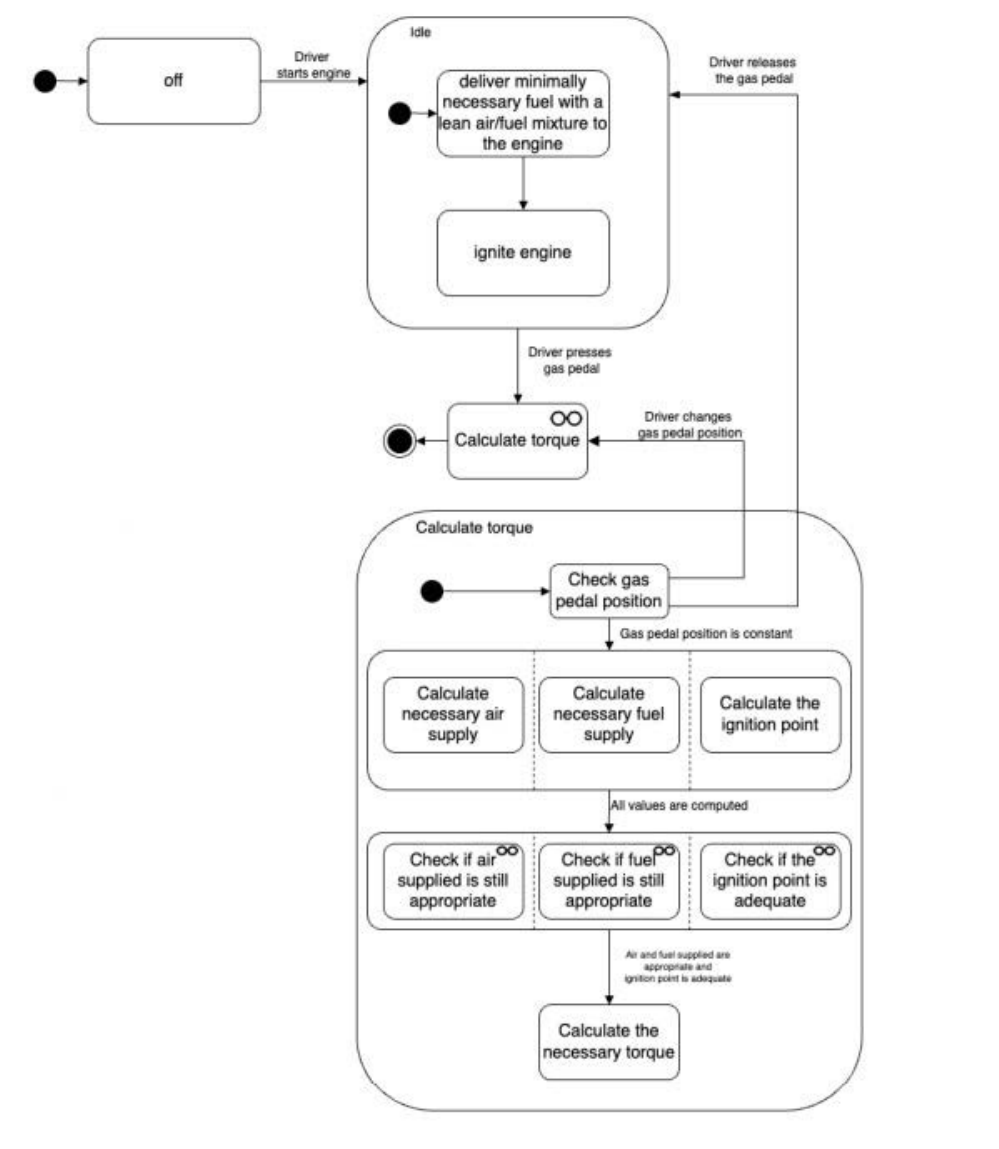 Idle
Driver
starts engine
off
Driver releases
the gas pedal
deliver minimally
necessary fuel with a
lean air/fuel mixture to
the engine
ignite engine
Driver presses
gas pedal
Calculate torque
Driver changes
gas pedal position
Calculate torque
Check gas
pedal position
Gas pedal position is constant
Calculate
necessary air
supply
Calculate
necessary fuel
supply
Calculate the
ignition point
All values are computed
Check if air
supplied is still
appropriate
Check if fuel
supplied is still
appropriate
Check if the
ignition point is
adequate
Air and fuel supplied are
appropriate and
ignition point is adequate
Calculate the
necessary torque